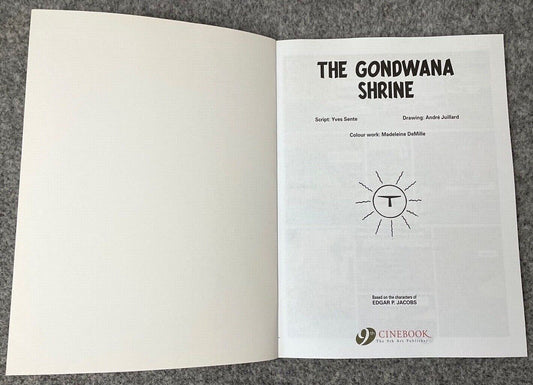 THE GONDWANA
SHRINE
Script: Yves Sente Drawing: André Juillard
Colour work: Madeleine DeMille
Based on the characters of
EDGAR P. JACOBS
9th CINEBOOK
The 9th Art Publisher